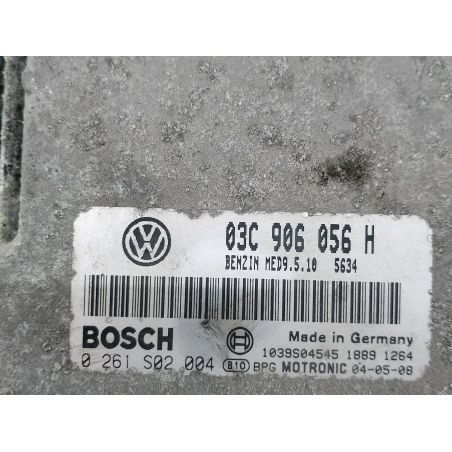 03C 906 056 H
BENZIN MED9.5.10 5634
BOSCH
Made in Germany
0 261 S02 004
1039S04545 1889 1264
810 BPG MOTRONIC 04-05-08